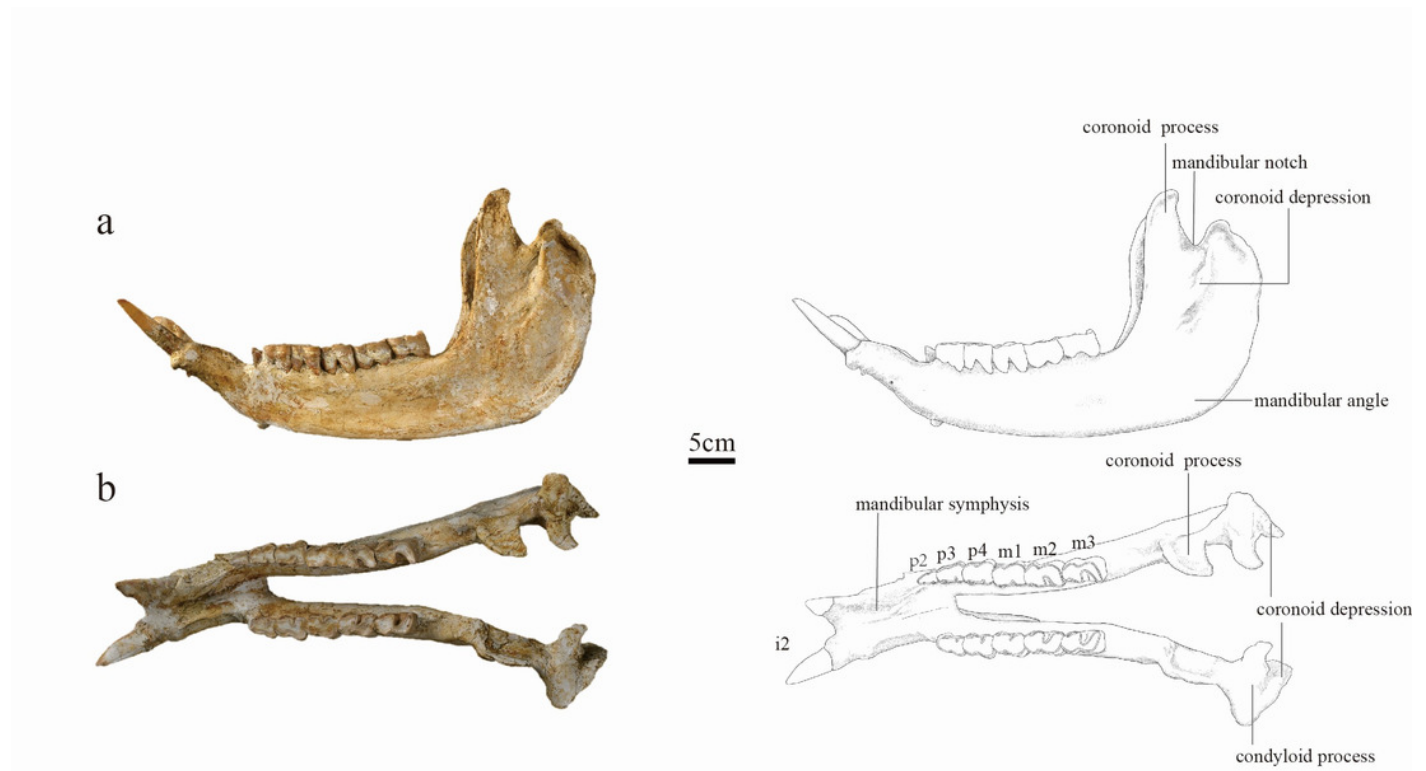 coronoid process
mandibular notch
coronoid depression
a
mandibular angle
5cm
b
coronoid process
mandibular symphysis
p2 p3 p4 m1 m2 m3
coronoid depression
i2
condyloid process